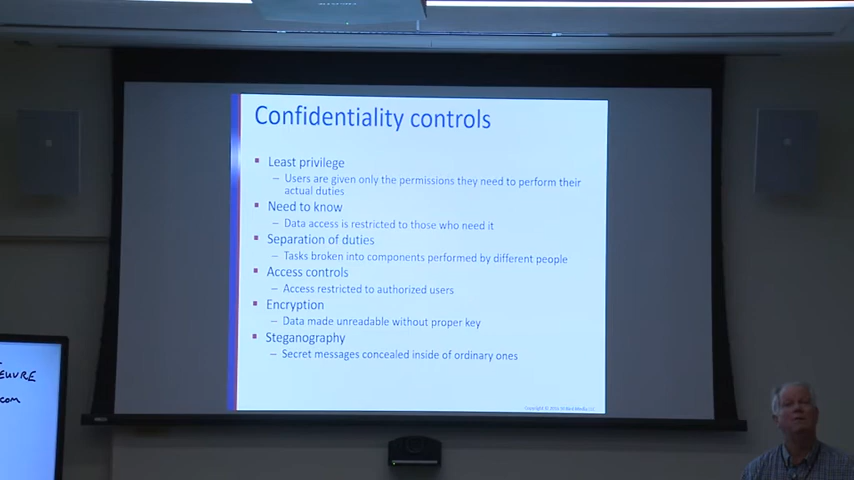 Confidentiality controls
▪ Least privilege
– Users are given only the permissions they need to perform their
actual duties
▪ Need to know
– Data access is restricted to those who need it
▪ Separation of duties
– Tasks broken into components performed by different people
▪ Access controls
– Access restricted to authorized users
▪ Encryption
– Data made unreadable without proper key
▪ Steganography
– Secret messages concealed inside of ordinary ones